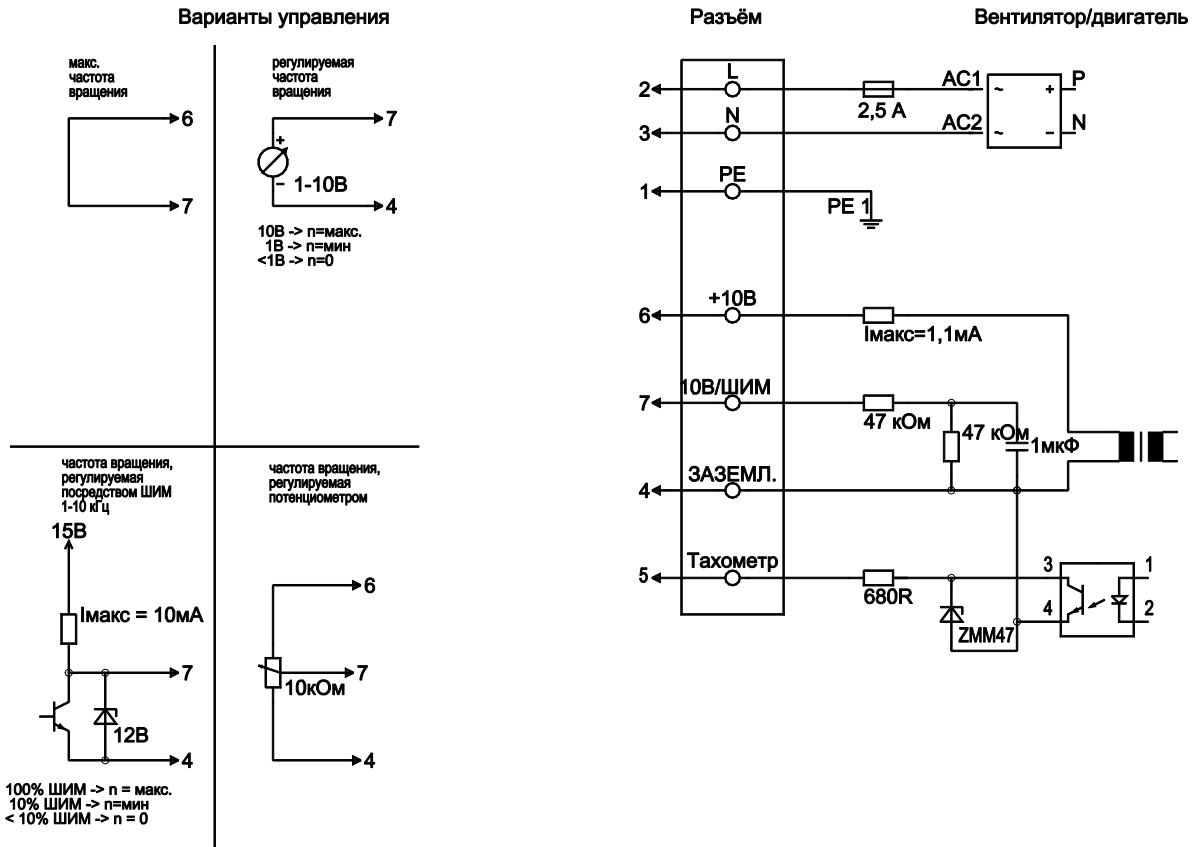 Варианты управления
макс.
частота
вращения
6
7
регулируемая
частота
вращения
7
+
–
1-10В
4
10В -> n=макс.
1В -> n=мин
<1В -> n=0
частота вращения,
регулируемая
посредством ШИМ
1-10 кГц
15В
Iмакс = 10мА
7
12В
4
100% ШИМ -> n = макс.
10% ШИМ -> n=мин
< 10% ШИМ -> n = 0
частота вращения,
регулируемая
потенциометром
6
7
10кОм
4
Разъём
Вентилятор/двигатель
2
L
2,5 А
AC1
~
+
P
3
N
AC2
~
–
N
1
PE
PE 1
6
+10В
Iмакс=1,1мА
7
10В/ШИМ
47 кОм
47 кОм
1мкФ
4
ЗАЗЕМЛ.
5
Тахометр
680R
ZMM47
3
4
1
2